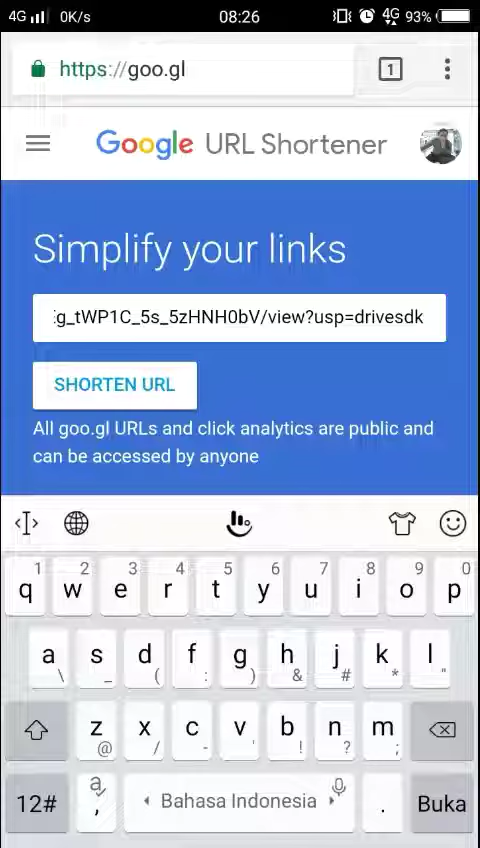 4G 0K/s 08:26 4G 93%
https://goo.gl 1
Google URL Shortener
Simplify your links
g_tWP1C_5s_5zHNH0bV/view?usp=drivesdk
SHORTEN URL
All goo.gl URLs and click analytics are public and
can be accessed by anyone
1 2 3 4 5 6 7 8 9 0
q w e r t y u i o p
a s d f g h j k l
\ _ ( : ) & # * "
z x c v b n m
@ / - ' ! ? ;
12# a , Bahasa Indonesia . Buka